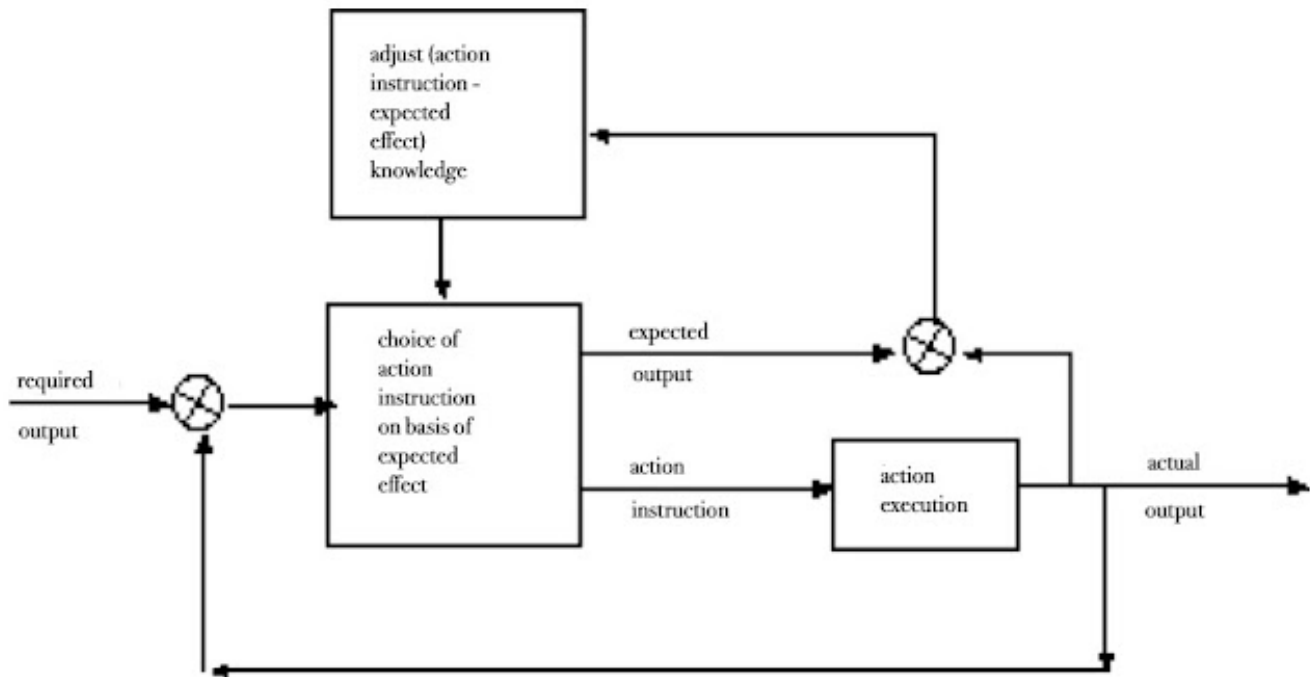 adjust (action
instruction -
expected
effect)
knowledge
choice of
action
instruction
on basis of
expected
effect
expected
output
required
output
action
instruction
action
execution
actual
output